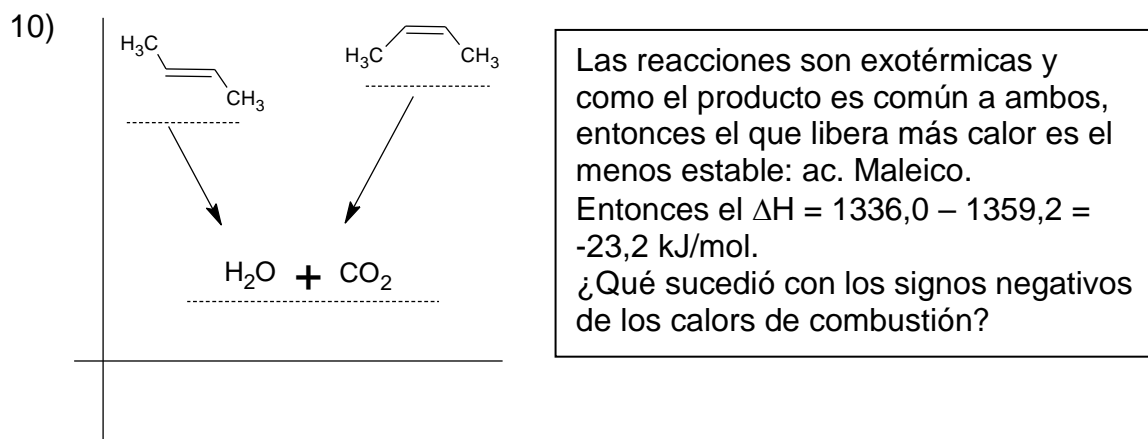 10)
H₃C
CH₃
H₃C
CH₃
H₂O + CO₂
Las reacciones son exotérmicas y
como el producto es común a ambos,
entonces el que libera más calor es el
menos estable: ac. Maleico.
Entonces el ΔH = 1336,0 – 1359,2 =
-23,2 kJ/mol.
¿Qué sucedió con los signos negativos
de los calors de combustión?